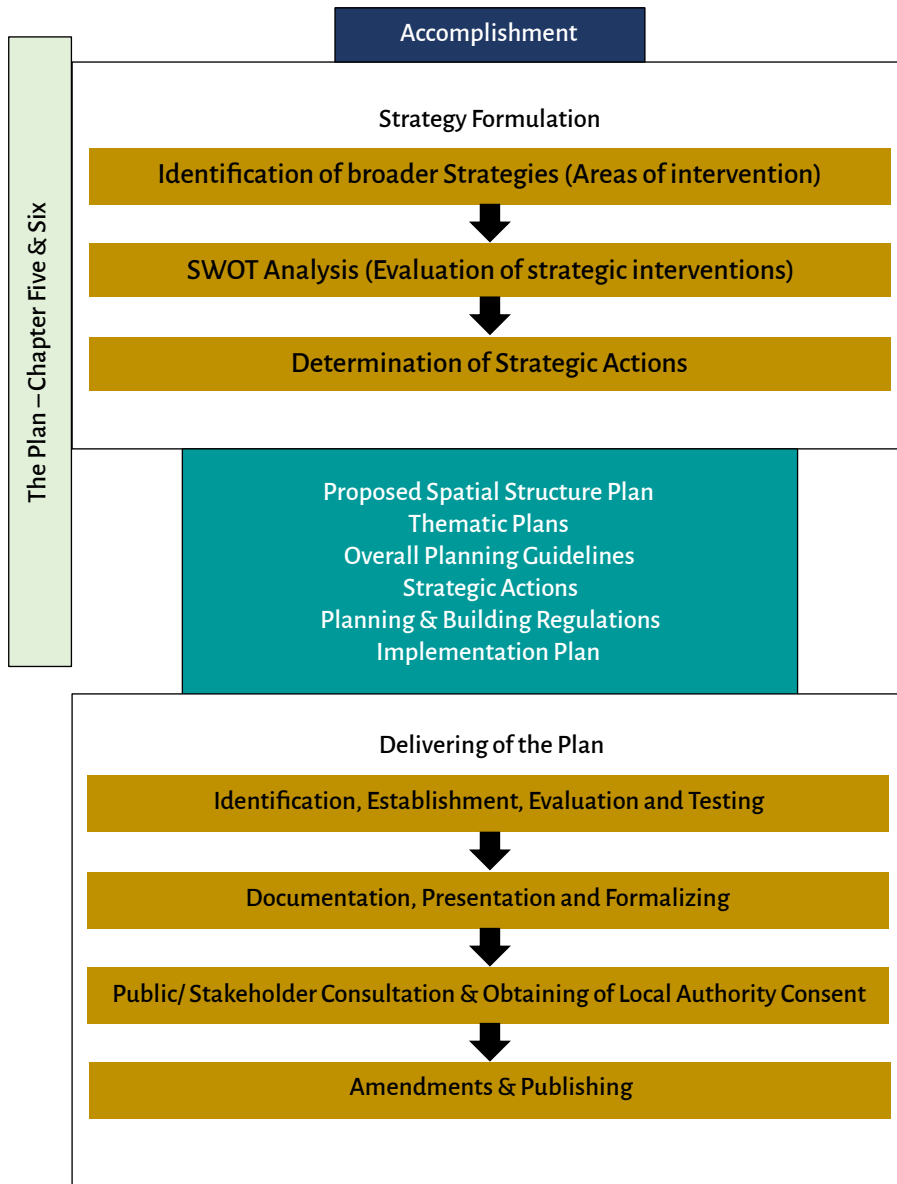 Accomplishment
The Plan – Chapter Five & Six
Strategy Formulation
Identification of broader Strategies (Areas of intervention)
SWOT Analysis (Evaluation of strategic interventions)
Determination of Strategic Actions
Proposed Spatial Structure Plan
Thematic Plans
Overall Planning Guidelines
Strategic Actions
Planning & Building Regulations
Implementation Plan
Delivering of the Plan
Identification, Establishment, Evaluation and Testing
Documentation, Presentation and Formalizing
Public/ Stakeholder Consultation & Obtaining of Local Authority Consent
Amendments & Publishing